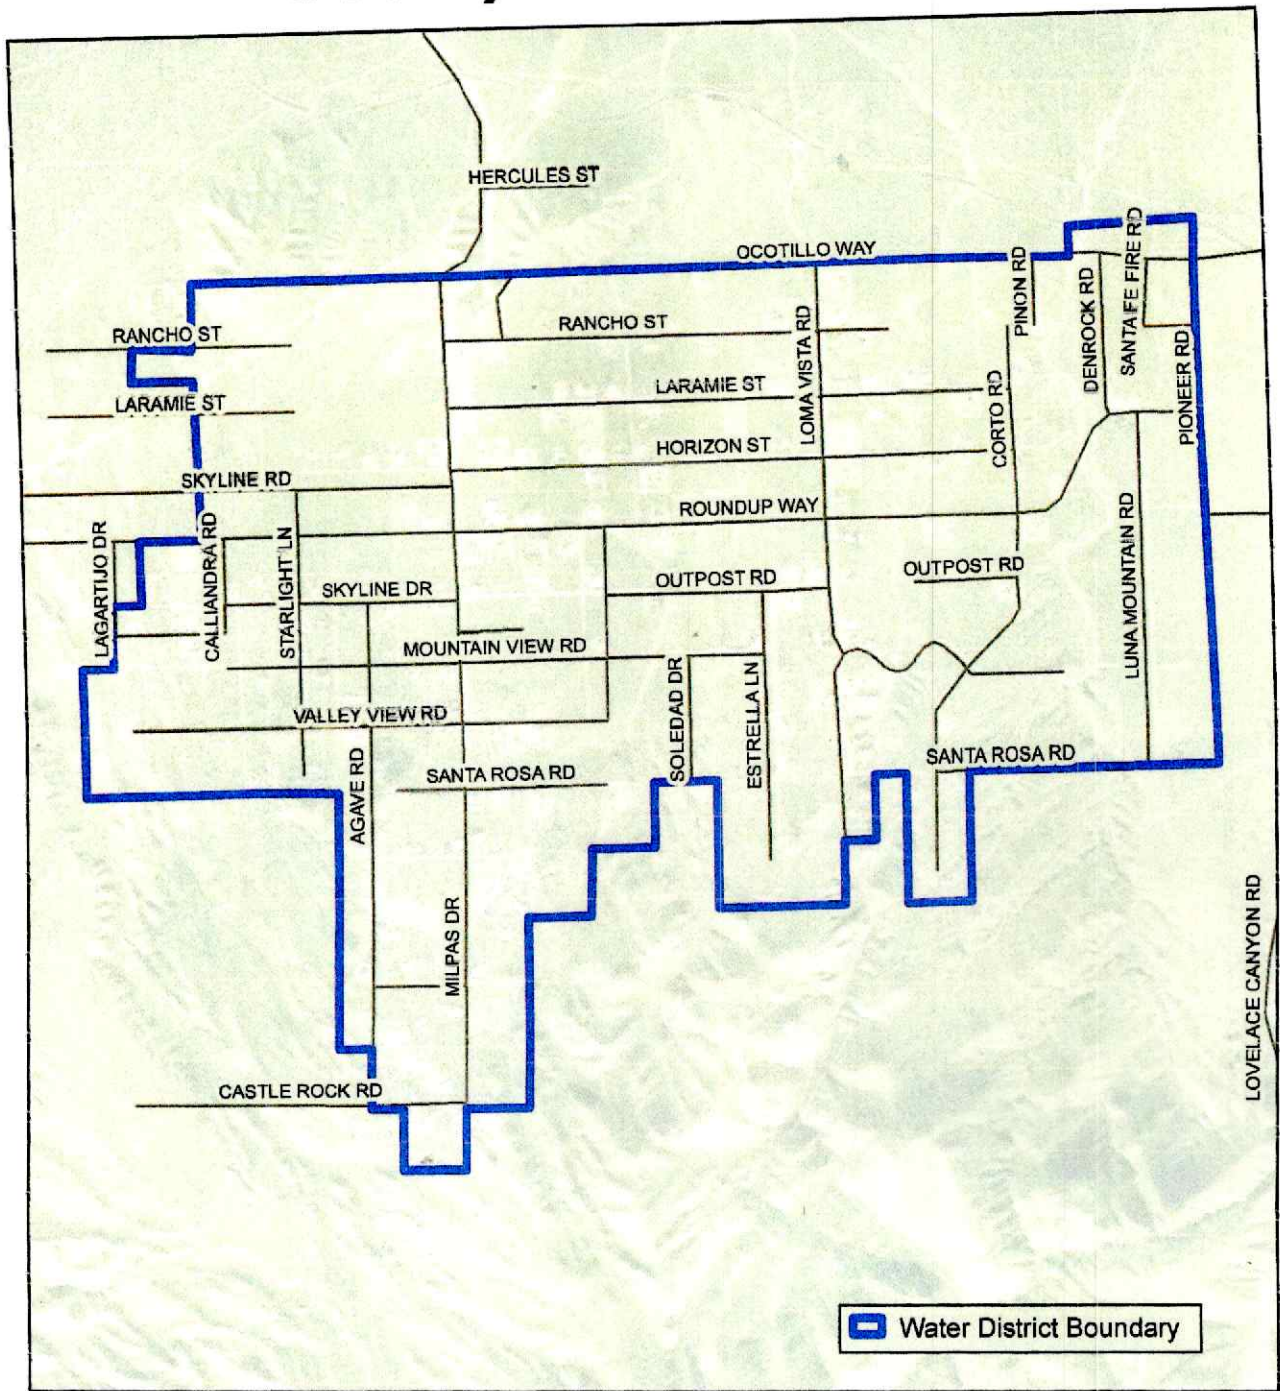 HERCULES ST
OCOTILLO WAY
RANCHO ST
RANCHO ST
LOMA VISTA RD
PINON RD
DENROCK RD
SANTA FE FIRE RD
PIONEER RD
LARAMIE ST
LARAMIE ST
CORTO RD
HORIZON ST
SKYLINE RD
ROUNDUP WAY
LAGARTIJO DR
CALLIANDRA RD
STARLIGHT LN
SKYLINE DR
OUTPOST RD
OUTPOST RD
LUNA MOUNTAIN RD
MOUNTAIN VIEW RD
SOLEDAD DR
ESTRELLA LN
VALLEY VIEW RD
AGAVE RD
SANTA ROSA RD
SANTA ROSA RD
MILPAS DR
LOVELACE CANYON RD
CASTLE ROCK RD
Water District Boundary